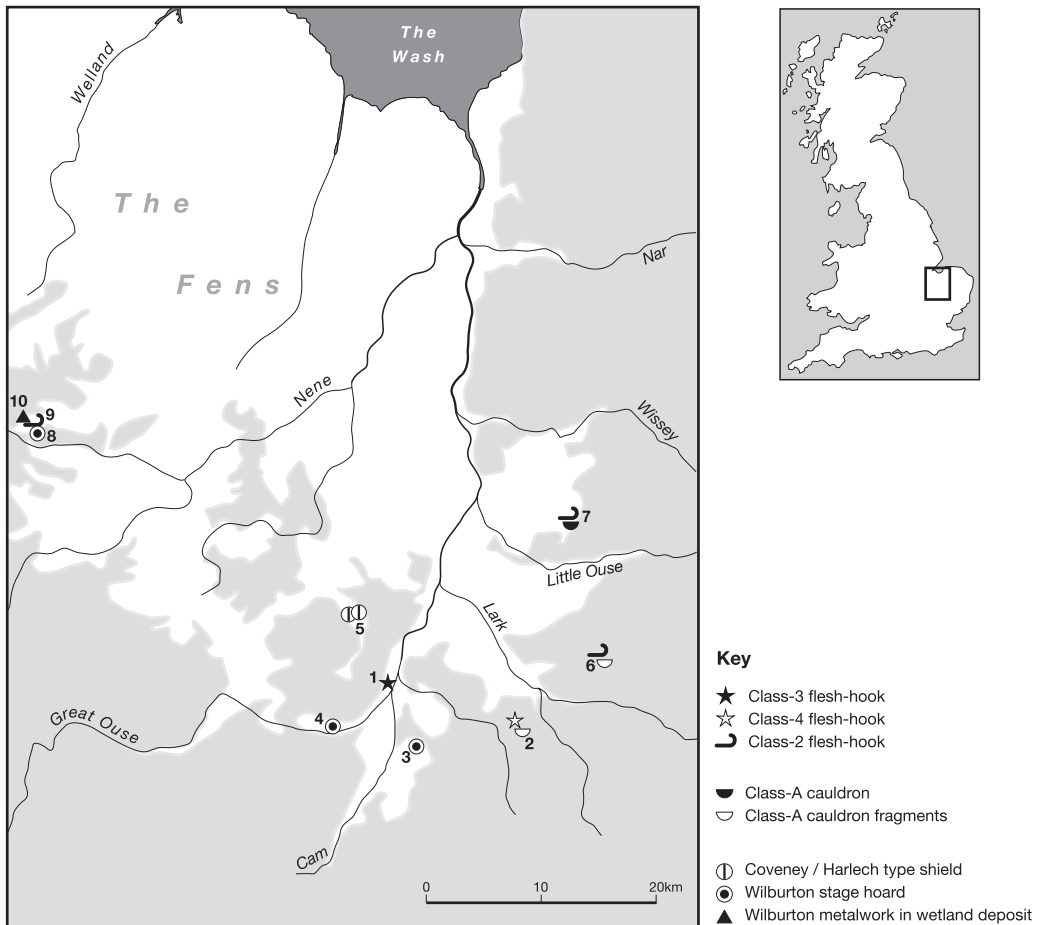 The
Wash
Welland
The
Fens
Nar
Nene
Wissey
10
9
8
7
Little Ouse
Lark
5
6
1
4
Great Ouse
2
3
Cam
0 10 20km
Key
Class-3 flesh-hook
Class-4 flesh-hook
Class-2 flesh-hook
Class-A cauldron
Class-A cauldron fragments
Coveney / Harlech type shield
Wilburton stage hoard
Wilburton metalwork in wetland deposit